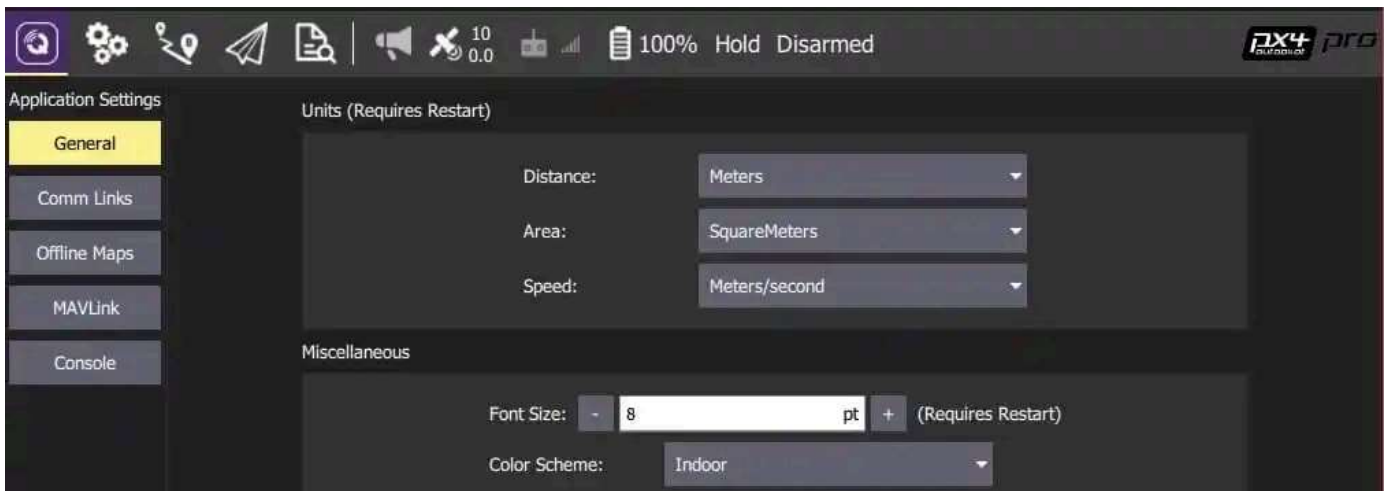 10
0.0
100% Hold Disarmed
px4 pro
autopilot
Application Settings
General
Comm Links
Offline Maps
MAVLink
Console
Units (Requires Restart)
Distance: Meters
Area: SquareMeters
Speed: Meters/second
Miscellaneous
Font Size: - 8 pt + (Requires Restart)
Color Scheme: Indoor